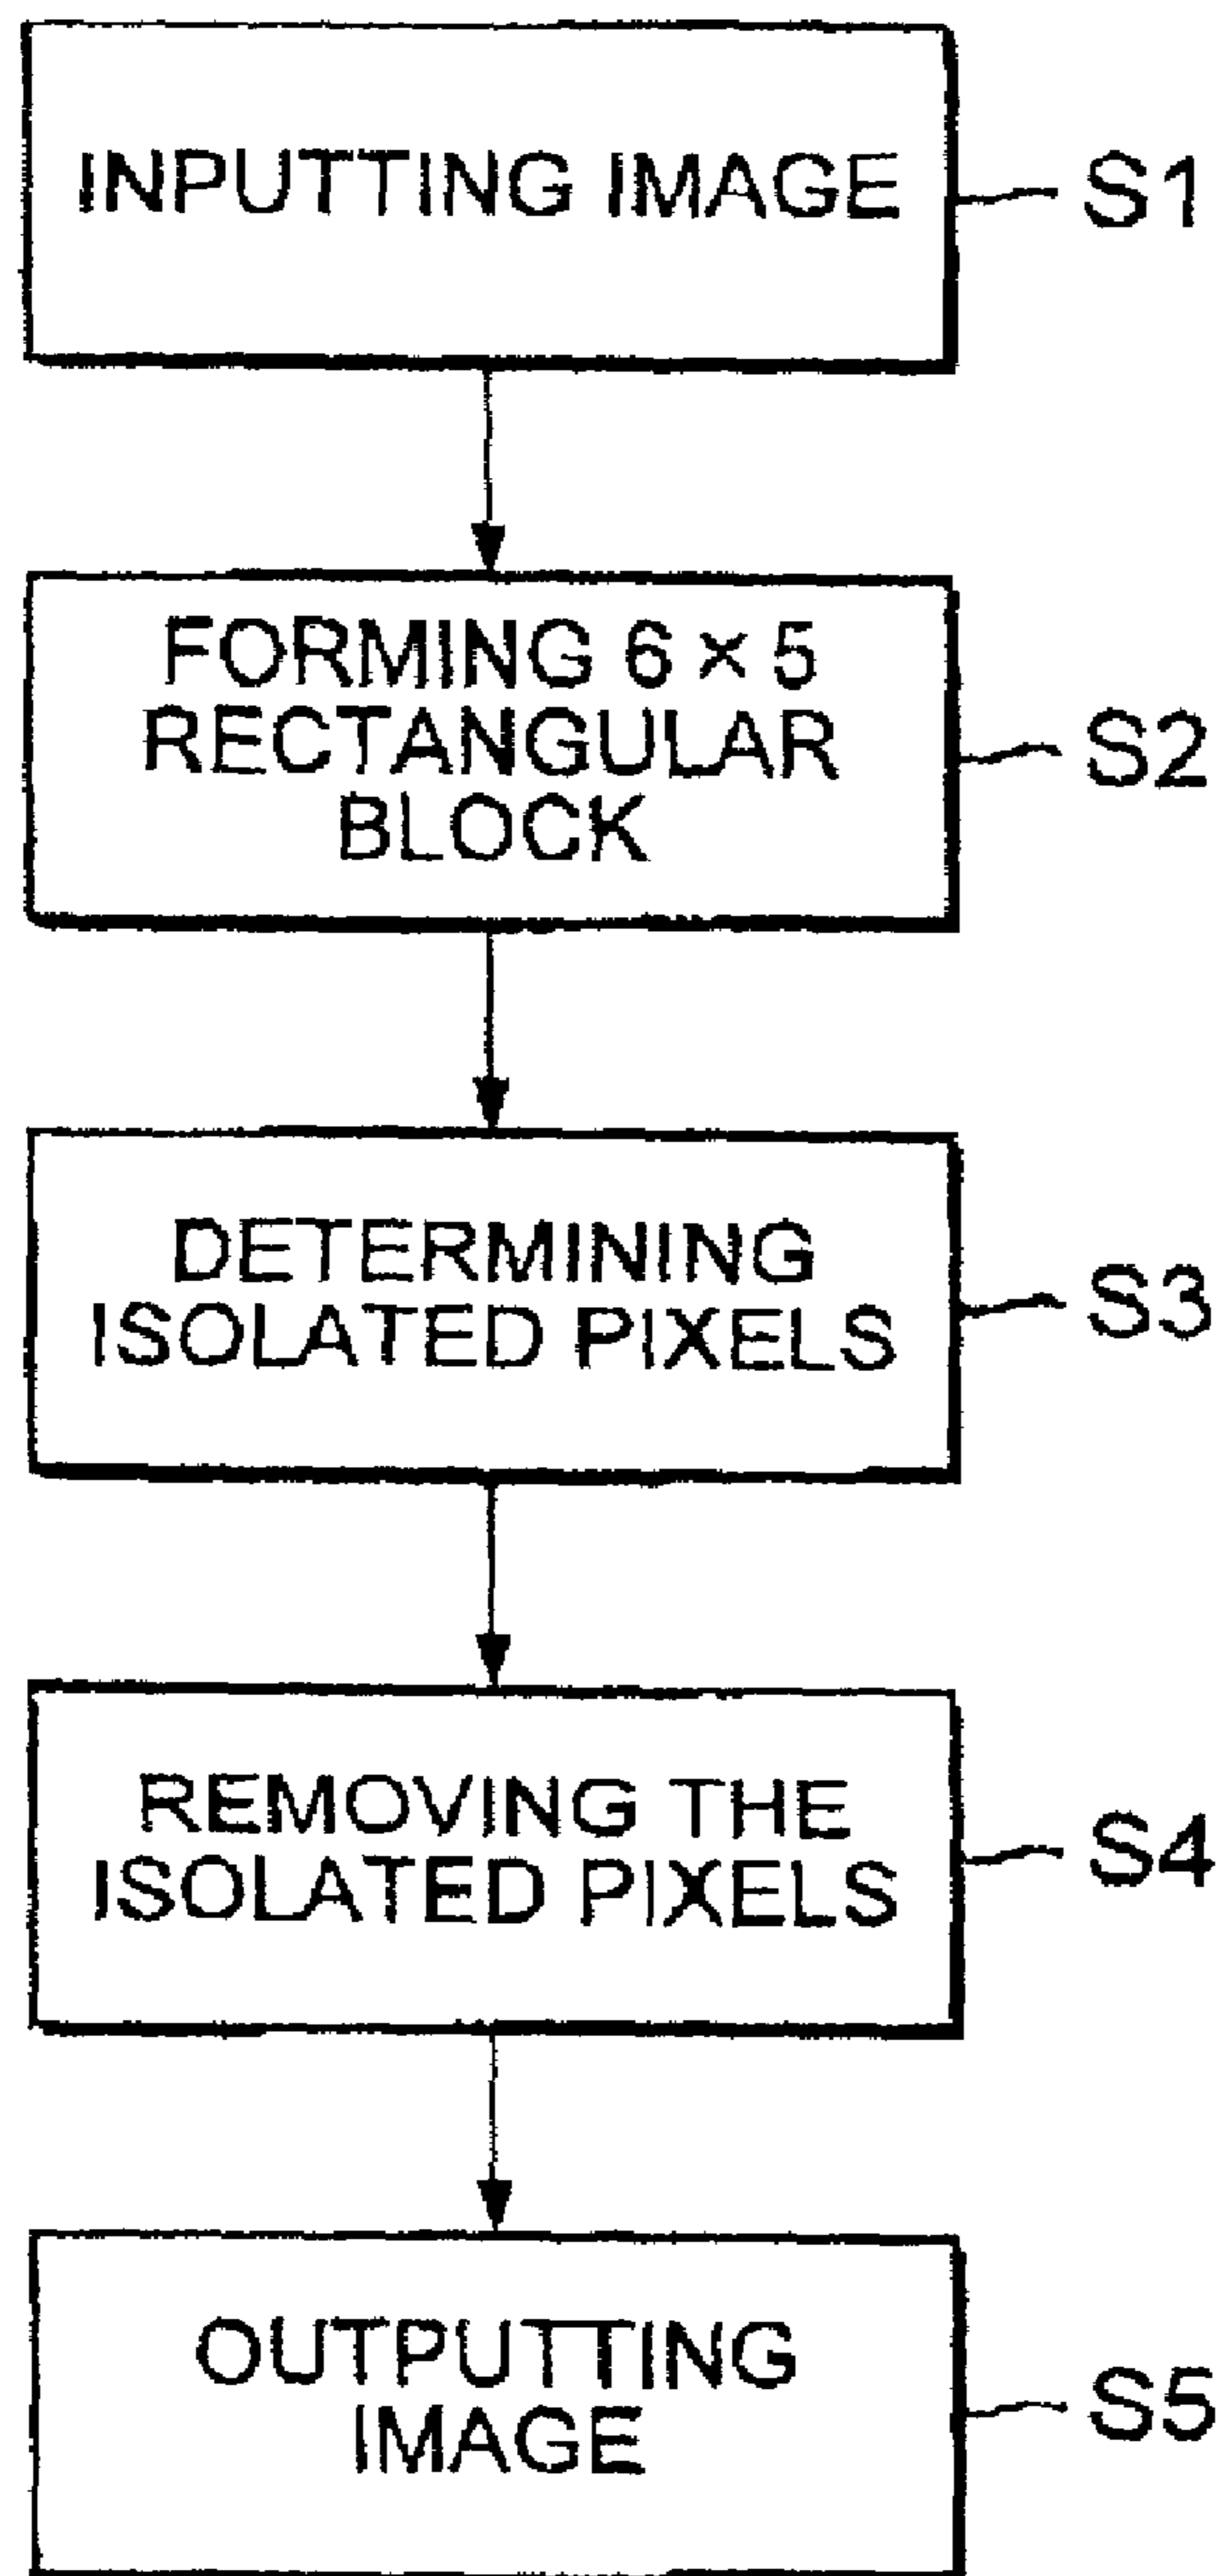 INPUTTING IMAGE
S1
FORMING 6 × 5
RECTANGULAR
BLOCK
S2
DETERMINING
ISOLATED PIXELS
S3
REMOVING THE
ISOLATED PIXELS
S4
OUTPUTTING
IMAGE
S5